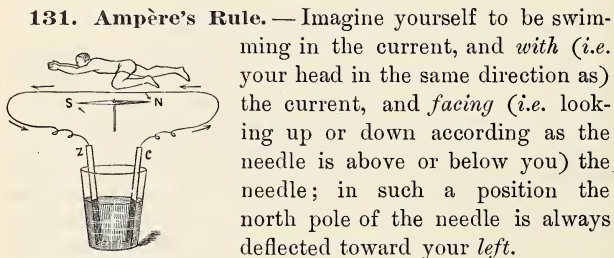 131. Ampère's Rule. — Imagine yourself to be swim-
ming in the current, and with (i.e.
your head in the same direction as)
the current, and facing (i.e. look-
ing up or down according as the
needle is above or below you) the
needle; in such a position the
north pole of the needle is always
deflected toward your left.
S N
Z C